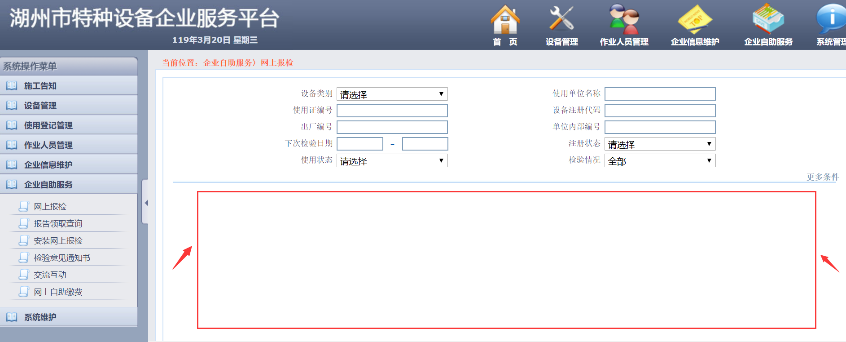 湖州市特种设备企业服务平台
119年3月20日 星期三
首 页
设备管理
作业人员管理
企业信息维护
企业自助服务
系统管理
系统操作菜单
施工告知
设备管理
使用登记管理
作业人员管理
企业信息维护
企业自助服务
网上报检
报告领取查询
安装网上报检
检验意见通知书
交流互动
网上自助缴费
系统维护
当前位置：企业自助服务〉网上报检
设备类别 请选择
使用单位名称
使用证编号
设备注册代码
出厂编号
单位内部编号
下次检验日期 -
注册状态 请选择
使用状态 请选择
检验情况 全部
更多条件